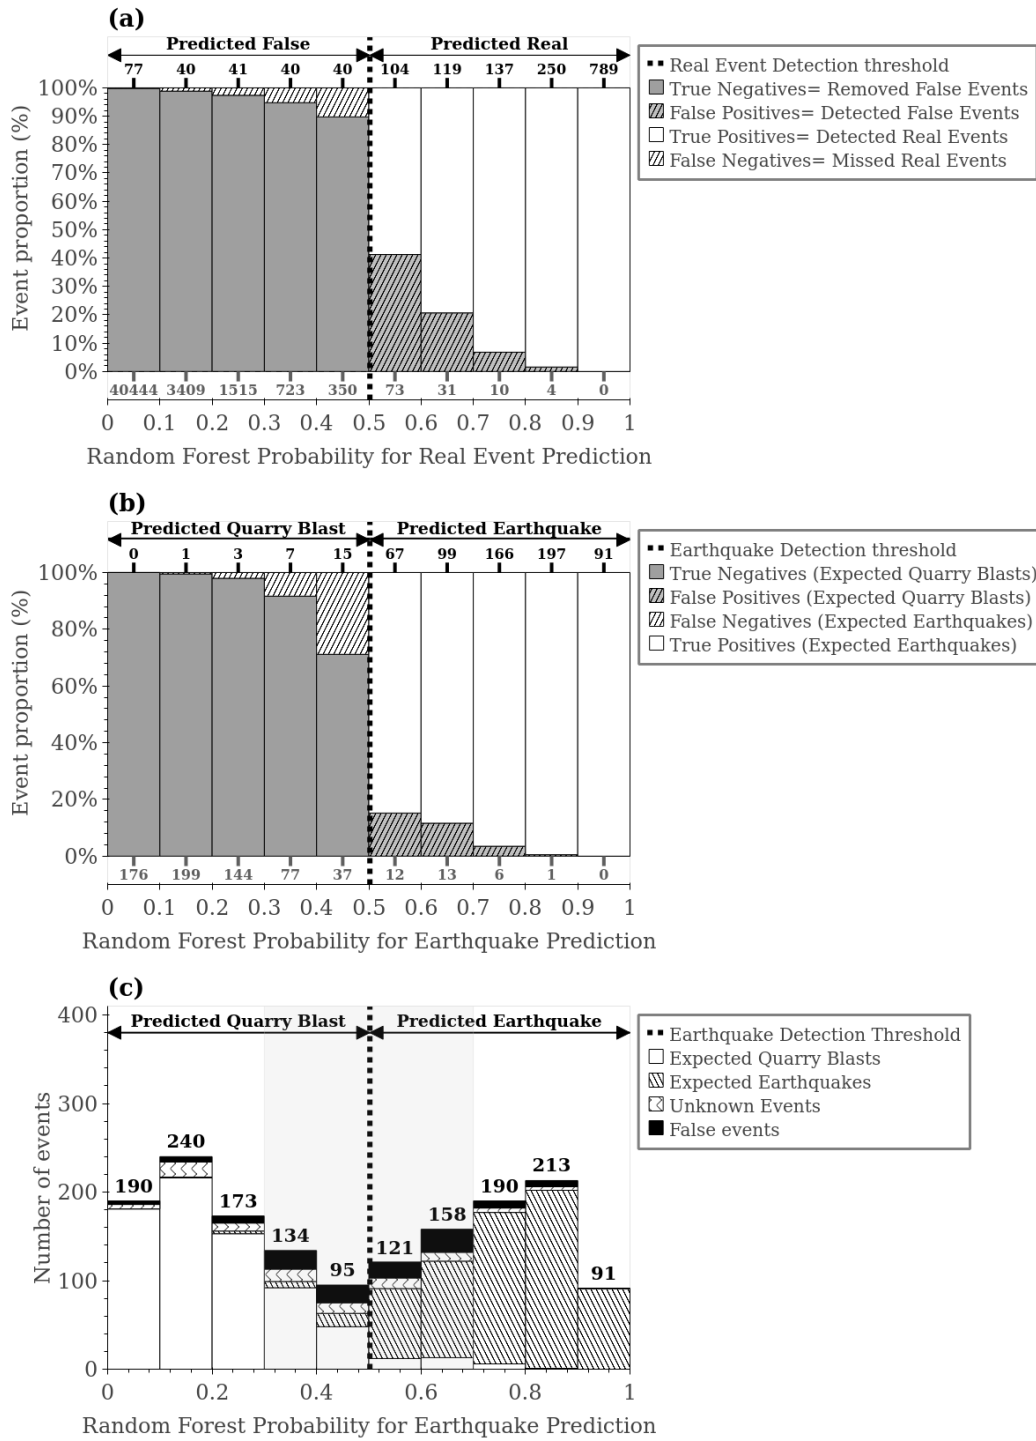 (a)
Predicted False Predicted Real
77 40 41 40 40 104 119 137 250 789
Real Event Detection threshold
True Negatives= Removed False Events
False Positives= Detected False Events
True Positives= Detected Real Events
False Negatives= Missed Real Events
100%
90%
80%
70%
60%
50%
40%
30%
20%
10%
0%
Event proportion (%)
40444 3409 1515 723 350 73 31 10 4 0
0 0.1 0.2 0.3 0.4 0.5 0.6 0.7 0.8 0.9 1
Random Forest Probability for Real Event Prediction
(b)
Predicted Quarry Blast Predicted Earthquake
0 1 3 7 15 67 99 166 197 91
Earthquake Detection threshold
True Negatives (Expected Quarry Blasts)
False Positives (Expected Quarry Blasts)
False Negatives (Expected Earthquakes)
True Positives (Expected Earthquakes)
100%
80%
60%
40%
20%
0%
Event proportion (%)
176 199 144 77 37 12 13 6 1 0
0 0.1 0.2 0.3 0.4 0.5 0.6 0.7 0.8 0.9 1
Random Forest Probability for Earthquake Prediction
(c)
Predicted Quarry Blast Predicted Earthquake
Earthquake Detection Threshold
Expected Quarry Blasts
Expected Earthquakes
Unknown Events
False events
400
300
200
100
0
Number of events
190 240 173 134 95 121 158 190 213 91
0 0.2 0.4 0.6 0.8 1
Random Forest Probability for Earthquake Prediction